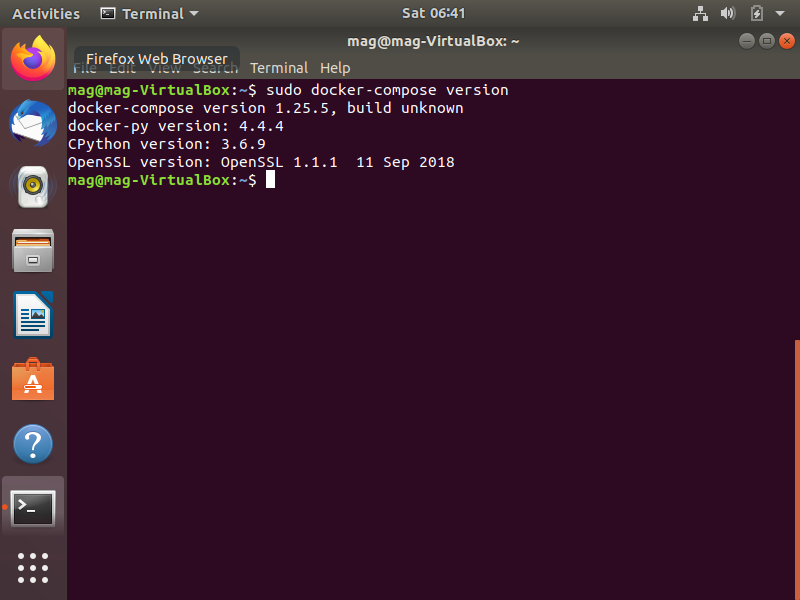 Activities Terminal Sat 06:41
mag@mag-VirtualBox: ~
Firefox Web Browser
File Edit View Search Terminal Help
mag@mag-VirtualBox:~$ sudo docker-compose version
docker-compose version 1.25.5, build unknown
docker-py version: 4.4.4
CPython version: 3.6.9
OpenSSL version: OpenSSL 1.1.1  11 Sep 2018
mag@mag-VirtualBox:~$